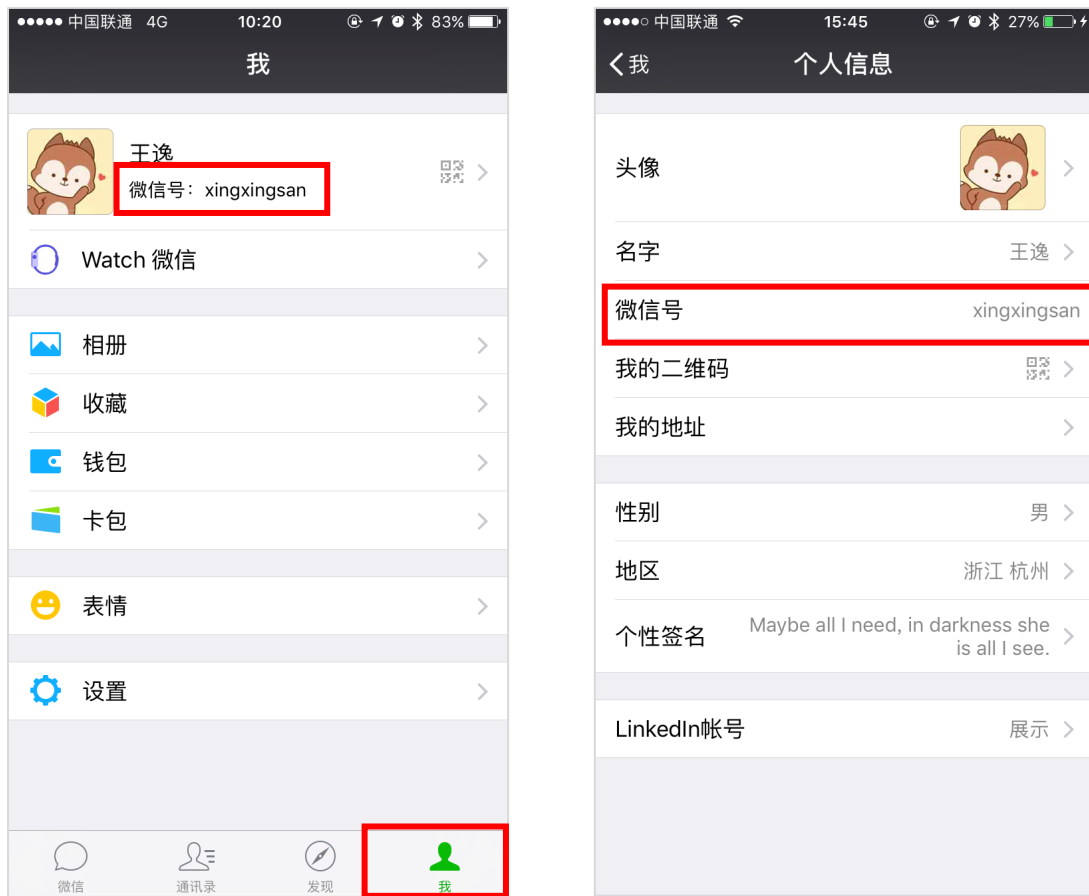 中国联通 4G 10:20 83%
我
王逸
微信号：xingxingsan
Watch 微信
相册
收藏
钱包
卡包
表情
设置
微信 通讯录 发现 我
中国联通 15:45 27%
我 个人信息
头像
名字 王逸
微信号 xingxingsan
我的二维码
我的地址
性别 男
地区 浙江 杭州
个性签名 Maybe all I need, in darkness she
is all I see.
LinkedIn帐号 展示